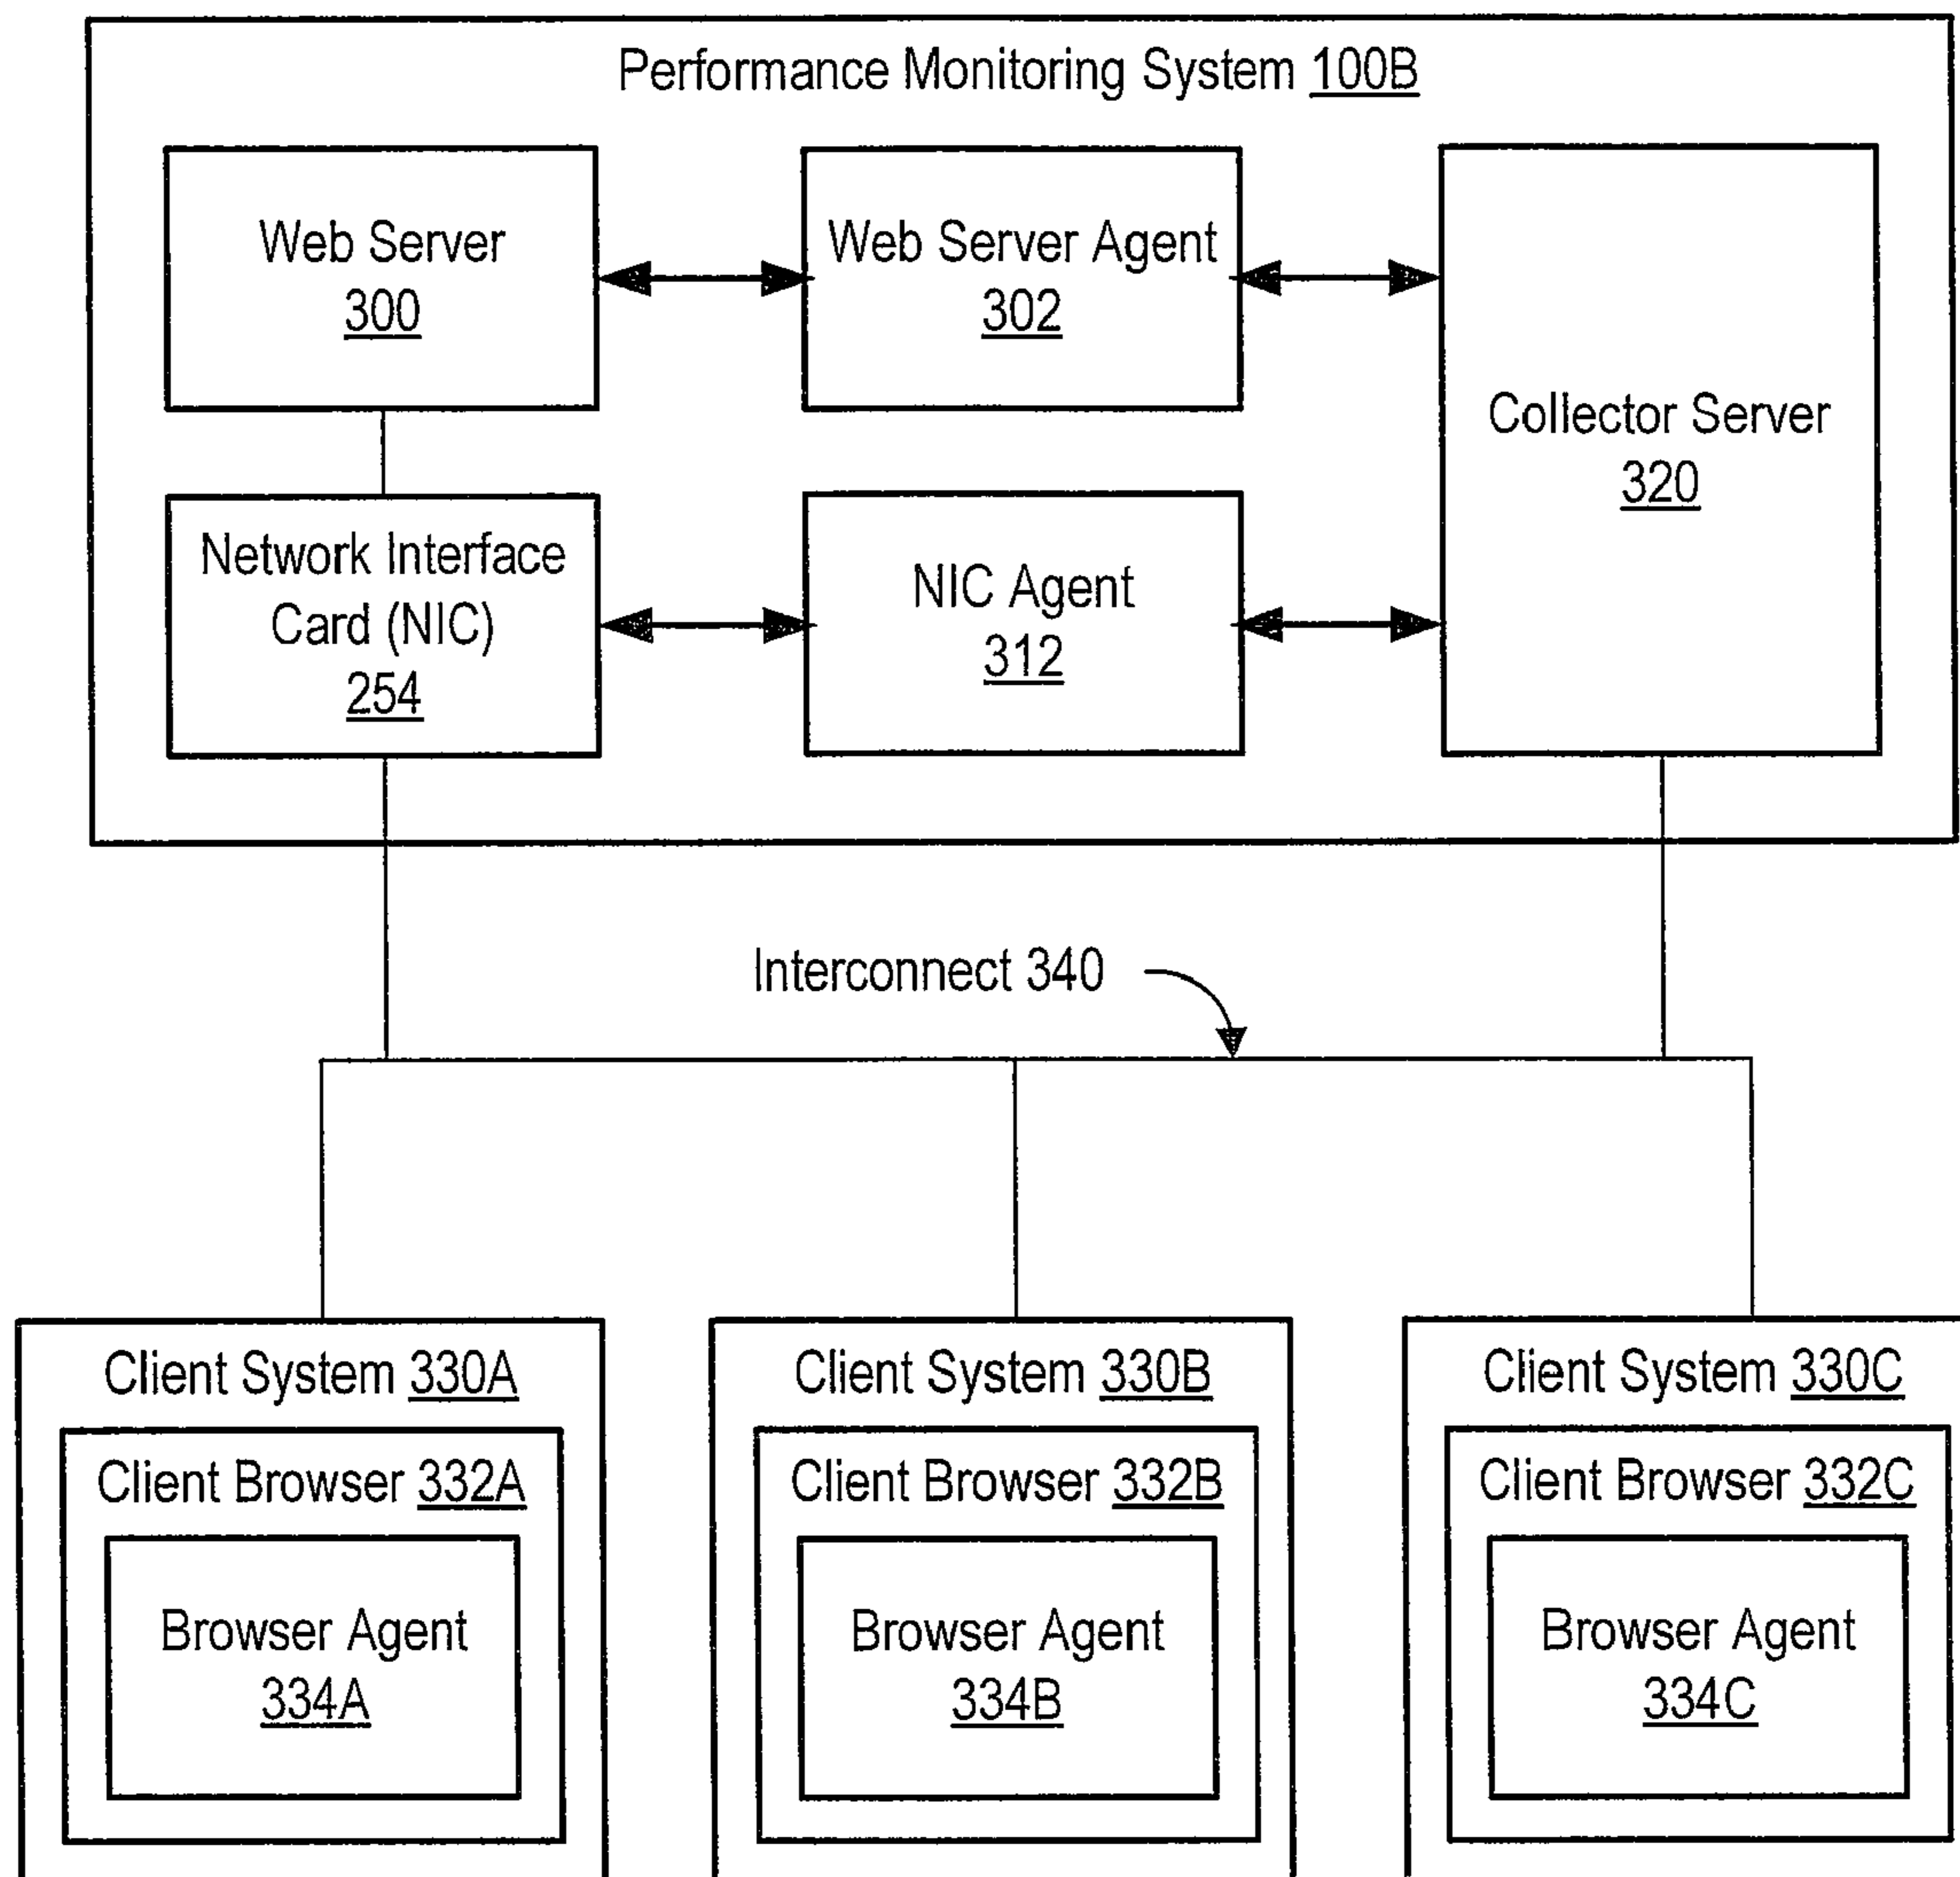 Performance Monitoring System 100B
Web Server
300
Web Server Agent
302
Collector Server
320
Network Interface
Card (NIC)
254
NIC Agent
312
Interconnect 340
Client System 330A
Client Browser 332A
Browser Agent
334A
Client System 330B
Client Browser 332B
Browser Agent
334B
Client System 330C
Client Browser 332C
Browser Agent
334C